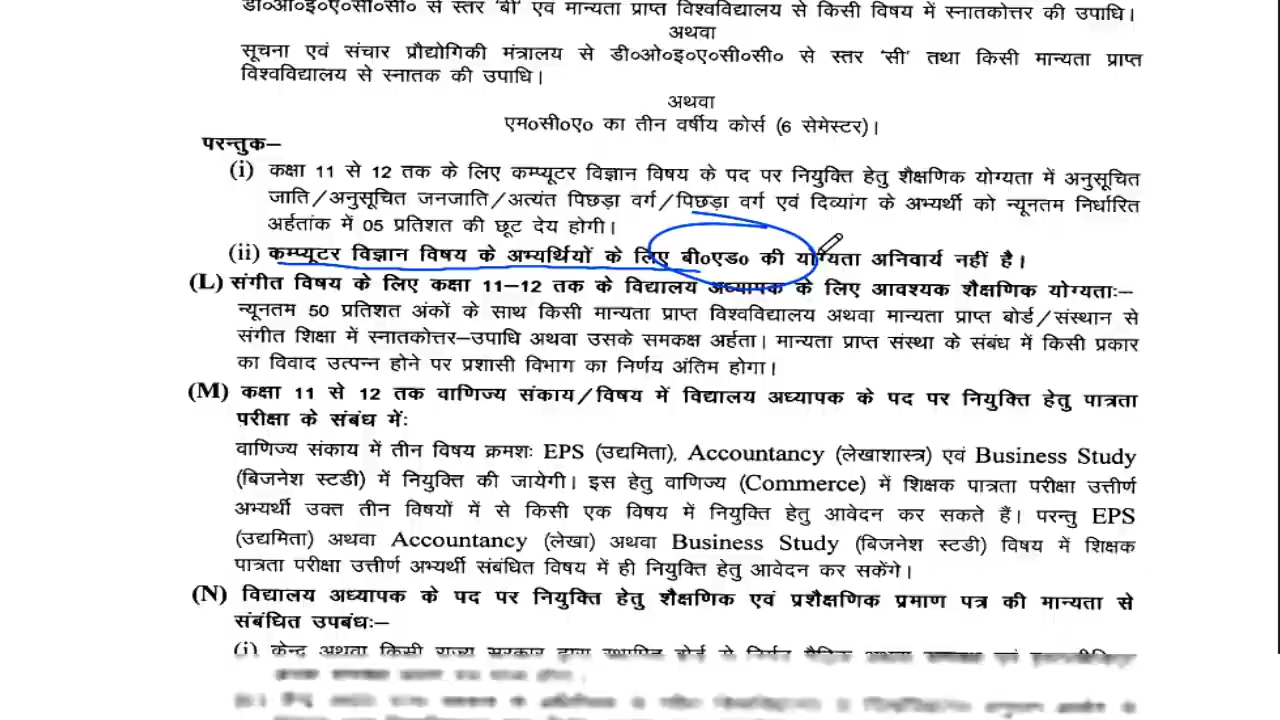 डी०ओ०इ०ए०सी०सी० से स्तर 'बी' एवं मान्यता प्राप्त विश्वविद्यालय से किसी विषय में स्नातकोत्तर की उपाधि।
अथवा
सूचना एवं संचार प्रौद्योगिकी मंत्रालय से डी०ओ०इ०ए०सी०सी० से स्तर 'सी' तथा किसी मान्यता प्राप्त
विश्वविद्यालय से स्नातक की उपाधि।
अथवा
एम०सी०ए० का तीन वर्षीय कोर्स (6 सेमेस्टर)।
परन्तुक–
(i) कक्षा 11 से 12 तक के लिए कम्प्यूटर विज्ञान विषय के पद पर नियुक्ति हेतु शैक्षणिक योग्यता में अनुसूचित
जाति/अनुसूचित जनजाति/अत्यंत पिछड़ा वर्ग/पिछड़ा वर्ग एवं दिव्यांग के अभ्यर्थी को न्यूनतम निर्धारित
अर्हतांक में 05 प्रतिशत की छूट देय होगी।
(ii) कम्प्यूटर विज्ञान विषय के अभ्यर्थियों के लिए बी०एड० की योग्यता अनिवार्य नहीं है।
(L) संगीत विषय के लिए कक्षा 11–12 तक के विद्यालय अध्यापक के लिए आवश्यक शैक्षणिक योग्यताः–
न्यूनतम 50 प्रतिशत अंकों के साथ किसी मान्यता प्राप्त विश्वविद्यालय अथवा मान्यता प्राप्त बोर्ड/संस्थान से
संगीत शिक्षा में स्नातकोत्तर–उपाधि अथवा उसके समकक्ष अर्हता। मान्यता प्राप्त संस्था के संबंध में किसी प्रकार
का विवाद उत्पन्न होने पर प्रशासी विभाग का निर्णय अंतिम होगा।
(M) कक्षा 11 से 12 तक वाणिज्य संकाय/विषय में विद्यालय अध्यापक के पद पर नियुक्ति हेतु पात्रता
परीक्षा के संबंध में:
वाणिज्य संकाय में तीन विषय क्रमशः EPS (उद्यमिता), Accountancy (लेखाशास्त्र) एवं Business Study
(बिजनेश स्टडी) में नियुक्ति की जायेगी। इस हेतु वाणिज्य (Commerce) में शिक्षक पात्रता परीक्षा उत्तीर्ण
अभ्यर्थी उक्त तीन विषयों में से किसी एक विषय में नियुक्ति हेतु आवेदन कर सकते हैं। परन्तु EPS
(उद्यमिता) अथवा Accountancy (लेखा) अथवा Business Study (बिजनेश स्टडी) विषय में शिक्षक
पात्रता परीक्षा उत्तीर्ण अभ्यर्थी संबंधित विषय में ही नियुक्ति हेतु आवेदन कर सकेंगे।
(N) विद्यालय अध्यापक के पद पर नियुक्ति हेतु शैक्षणिक एवं प्रशैक्षणिक प्रमाण पत्र की मान्यता से
संबंधित उपबंधः–
(i) केन्द्र अथवा किसी राज्य सरकार द्वारा स्थापित बोर्ड से